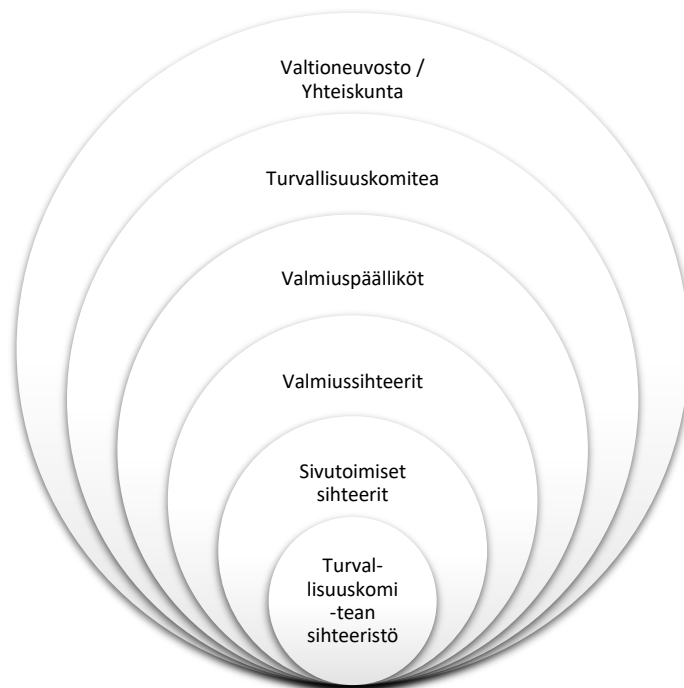 Valtioneuvosto /
Yhteiskunta
Turvallisuuskomitea
Valmiuspäälliköt
Valmiussihteerit
Sivutoimiset
sihteerit
Turval-
lisuuskomi
-tean
sihteeristö